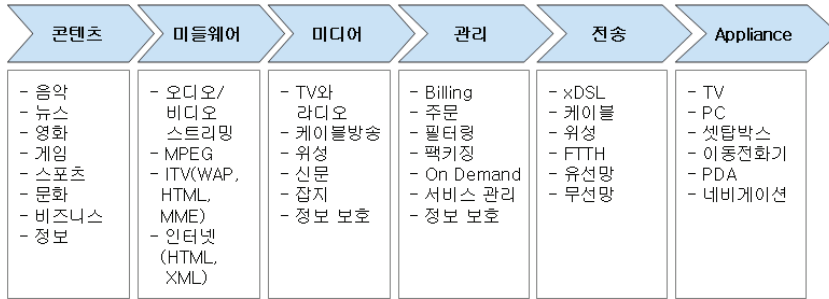 콘텐츠
미들웨어
미디어
관리
전송
Appliance
- 음악
- 뉴스
- 영화
- 게임
- 스포츠
- 문화
- 비즈니스
- 정보
- 오디오/
비디오
스트리밍
- MPEG
- ITV(WAP,
HTML,
MME)
- 인터넷
(HTML,
XML)
- TV와
라디오
- 케이블방송
- 위성
- 신문
- 잡지
- 정보 보호
- Billing
- 주문
- 필터링
- 팩키징
- On Demand
- 서비스 관리
- 정보 보호
- xDSL
- 케이블
- 위성
- FTTH
- 유선망
- 무선망
- TV
- PC
- 셋탑박스
- 이동전화기
- PDA
- 네비게이션